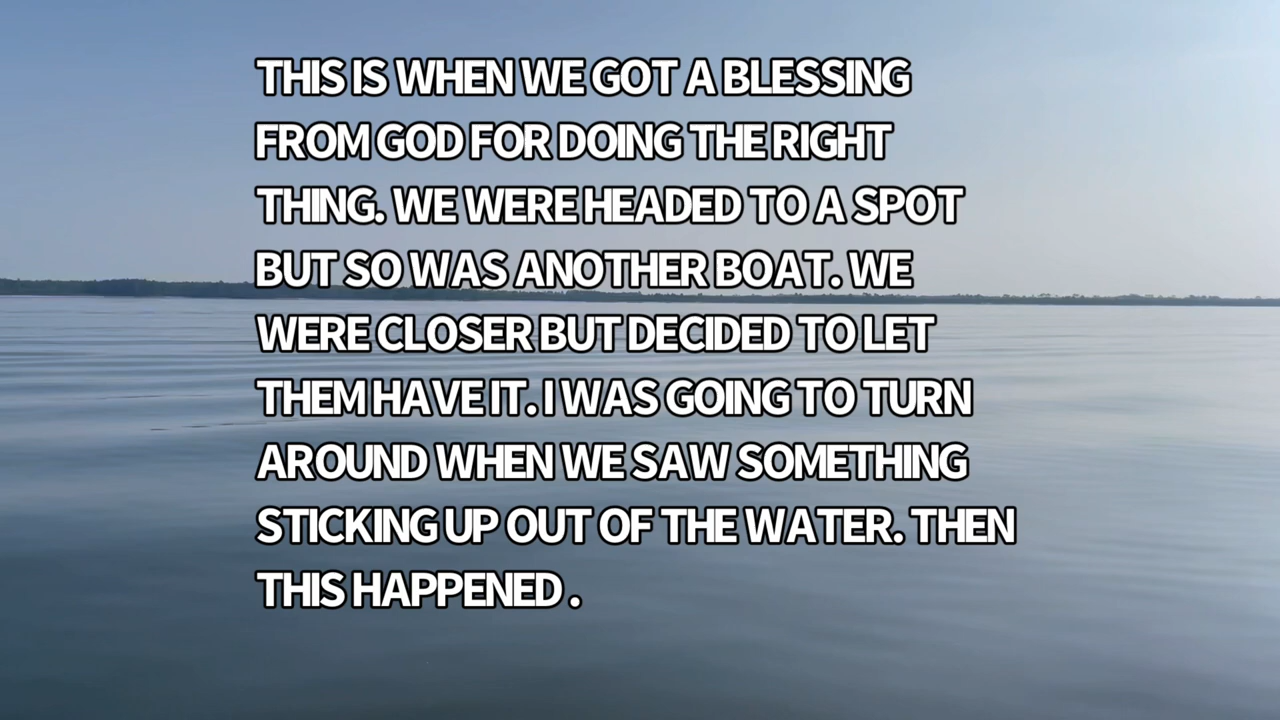 THIS IS WHEN WE GOT A BLESSING
FROM GOD FOR DOING THE RIGHT
THING. WE WERE HEADED TO A SPOT
BUT SO WAS ANOTHER BOAT. WE
WERE CLOSER BUT DECIDED TO LET
THEM HAVE IT. I WAS GOING TO TURN
AROUND WHEN WE SAW SOMETHING
STICKING UP OUT OF THE WATER. THEN
THIS HAPPENED.